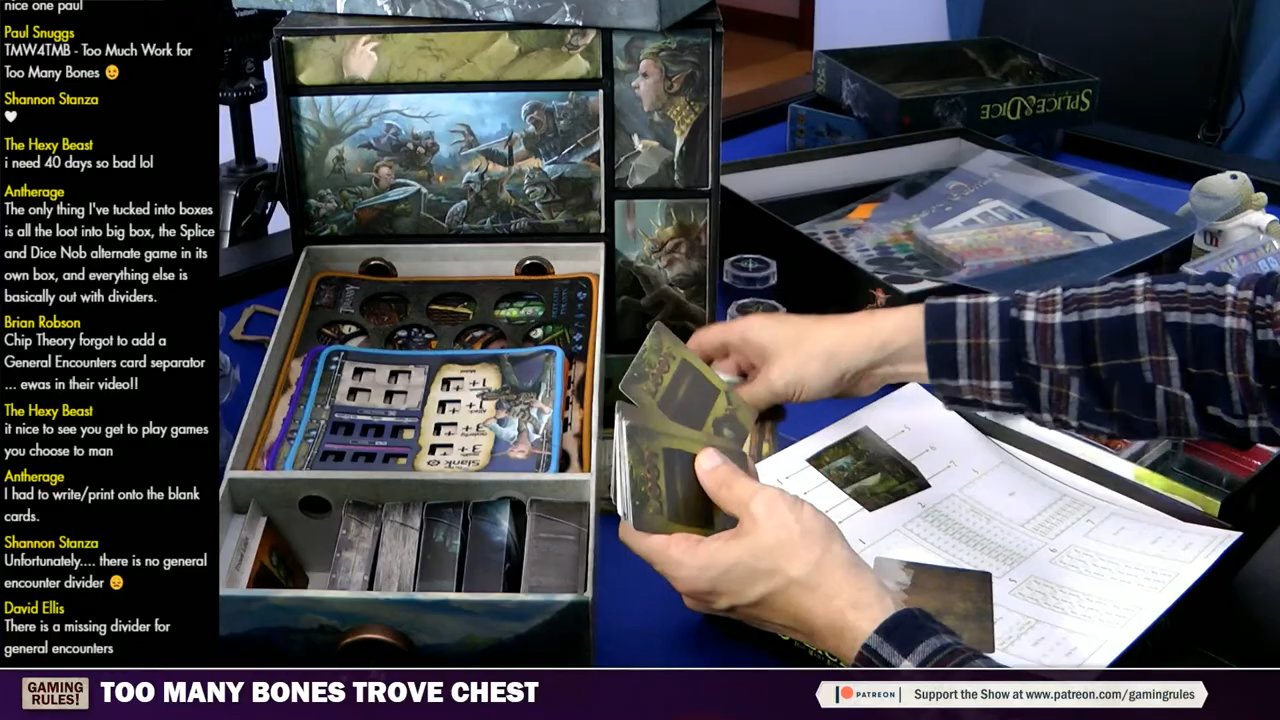 nice one paul
Paul Snuggs
TMW4TMB - Too Much Work for
Too Many Bones 😉
Shannon Stanza
🤍
The Hexy Beast
i need 40 days so bad lol
Antherage
The only thing I've tucked into boxes
is all the loot into big box, the Splice
and Dice Nob alternate game in its
own box, and everything else is
basically out with dividers.
Brian Robson
Chip Theory forgot to add a
General Encounters card separator
... ewas in their video!!
The Hexy Beast
it nice to see you get to play games
you choose to man
Antherage
I had to write/print onto the blank
cards.
Shannon Stanza
Unfortunately.... there is no general
encounter divider 😣
David Ellis
There is a missing divider for
general encounters
SPLICE & DICE
Slank
GAMING
RULES!
TOO MANY BONES TROVE CHEST
PATREON
Support the Show at www.patreon.com/gamingrules